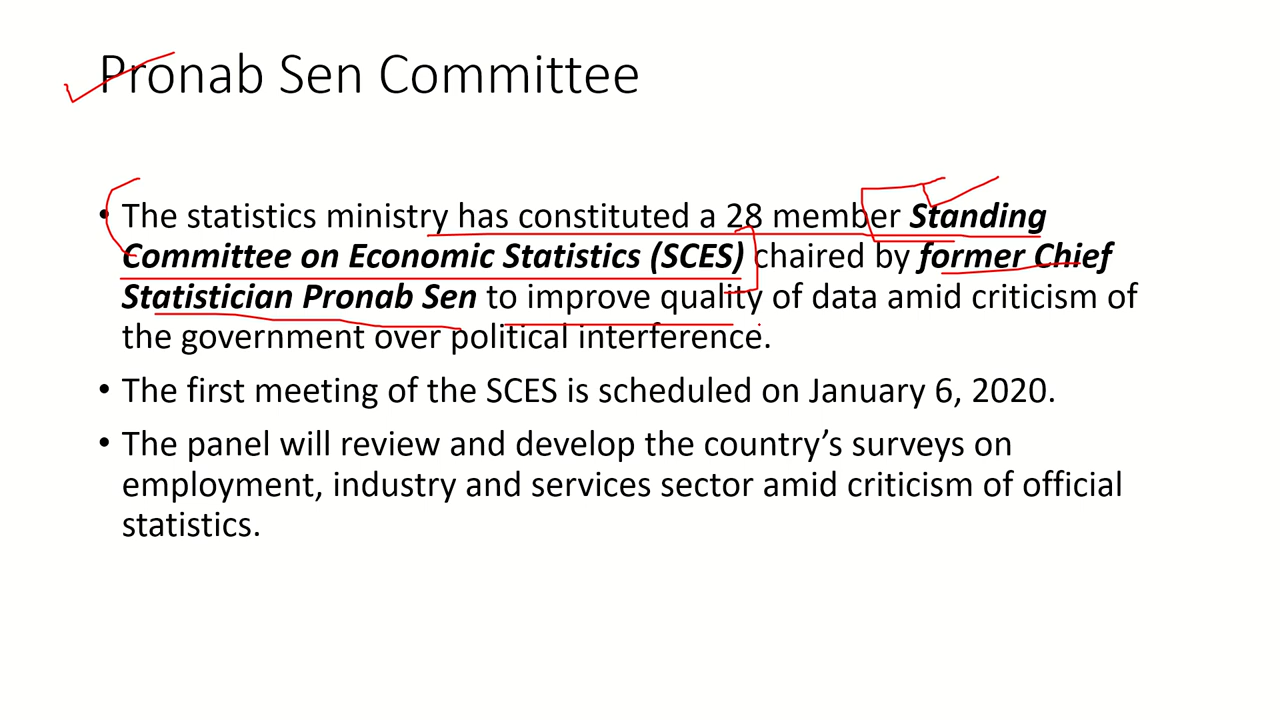 Pronab Sen Committee
• The statistics ministry has constituted a 28 member Standing
Committee on Economic Statistics (SCES) chaired by former Chief
Statistician Pronab Sen to improve quality of data amid criticism of
the government over political interference.
• The first meeting of the SCES is scheduled on January 6, 2020.
• The panel will review and develop the country’s surveys on
employment, industry and services sector amid criticism of official
statistics.